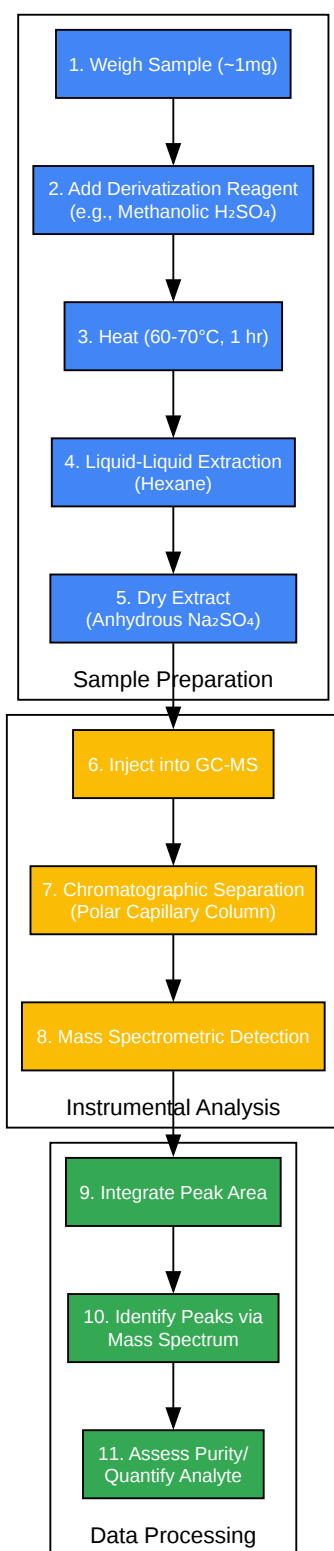 1. Weigh Sample (~1mg)
2. Add Derivatization Reagent
(e.g., Methanolic H₂SO₄)
3. Heat (60-70°C, 1 hr)
4. Liquid-Liquid Extraction
(Hexane)
5. Dry Extract
(Anhydrous Na₂SO₄)
Sample Preparation
6. Inject into GC-MS
7. Chromatographic Separation
(Polar Capillary Column)
8. Mass Spectrometric Detection
Instrumental Analysis
9. Integrate Peak Area
10. Identify Peaks via
Mass Spectrum
11. Assess Purity/
Quantify Analyte
Data Processing